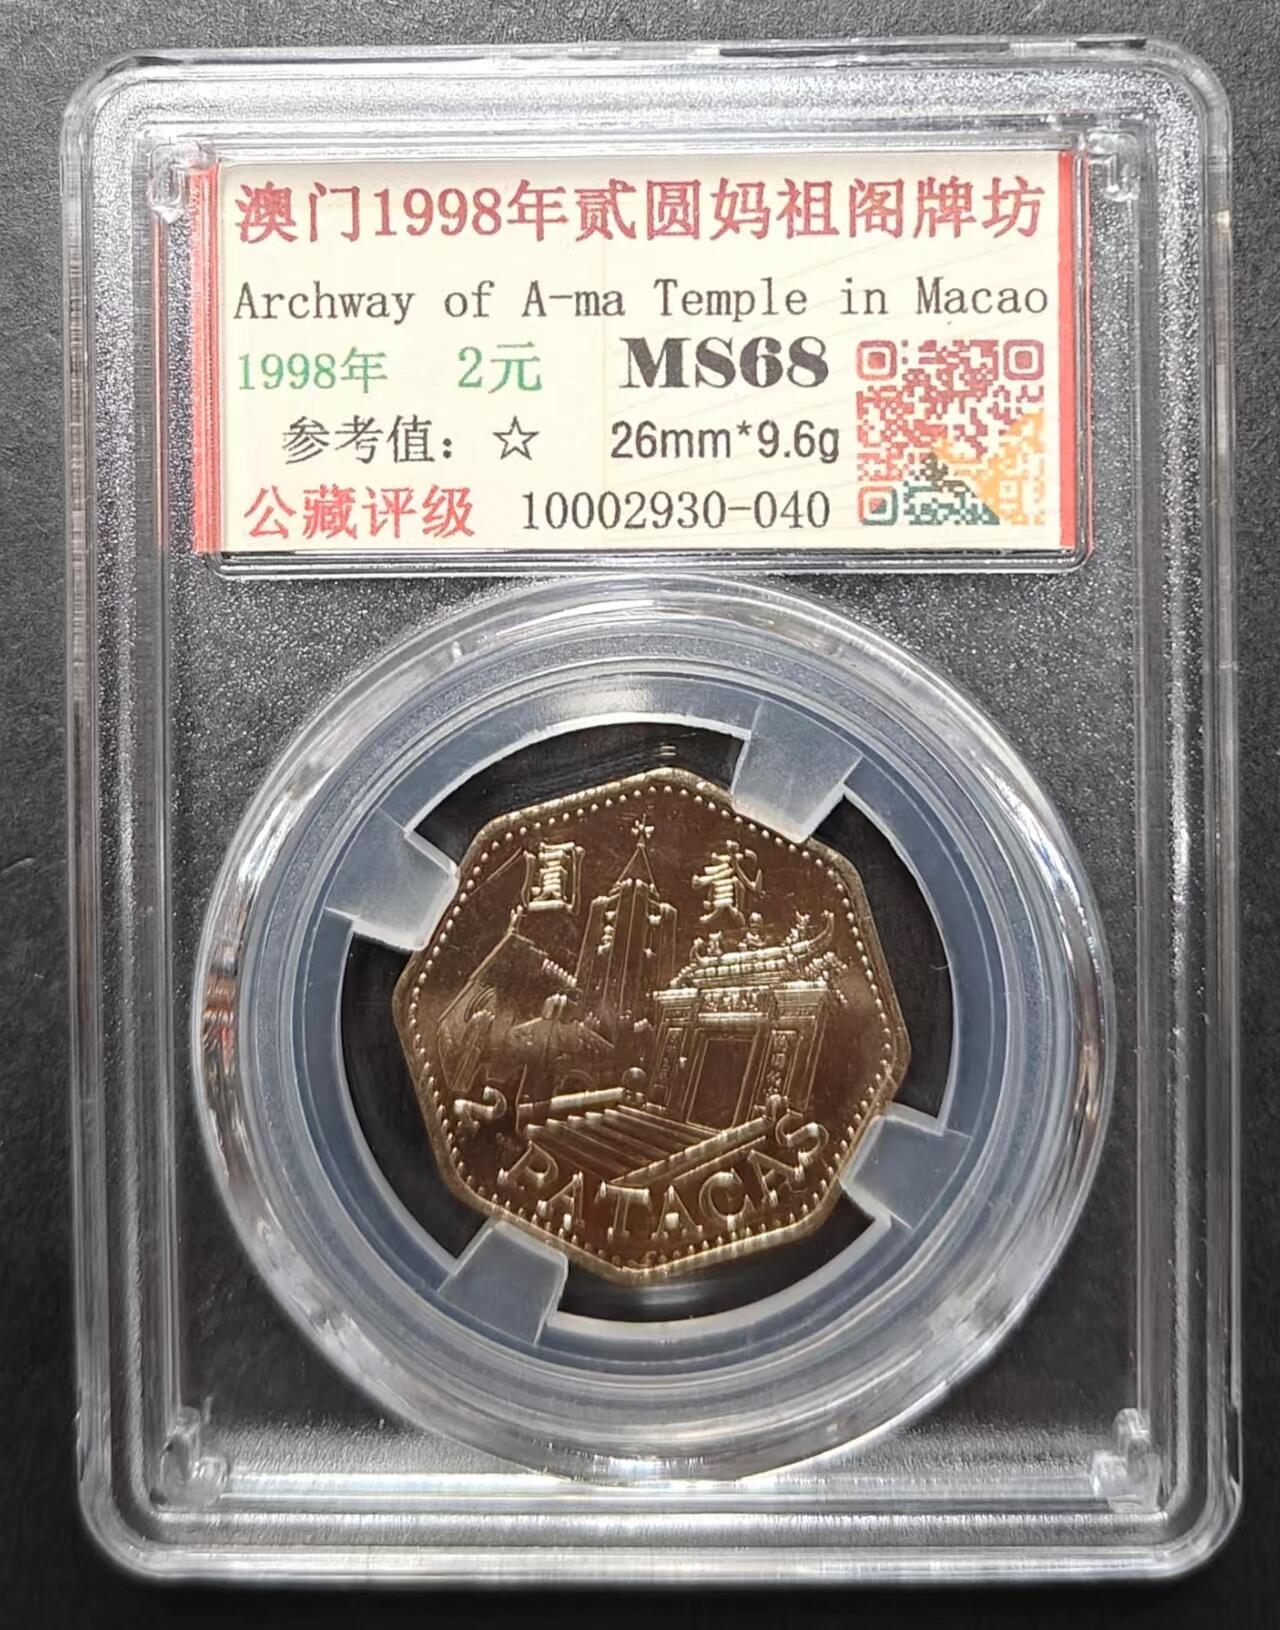 澳门1998年贰圆妈祖阁牌坊
Archway of A-ma Temple in Macao
1998年 2元 MS68
参考值：☆ 26mm*9.6g
公藏评级 10002930-040
圓 貳
2 PATACAS